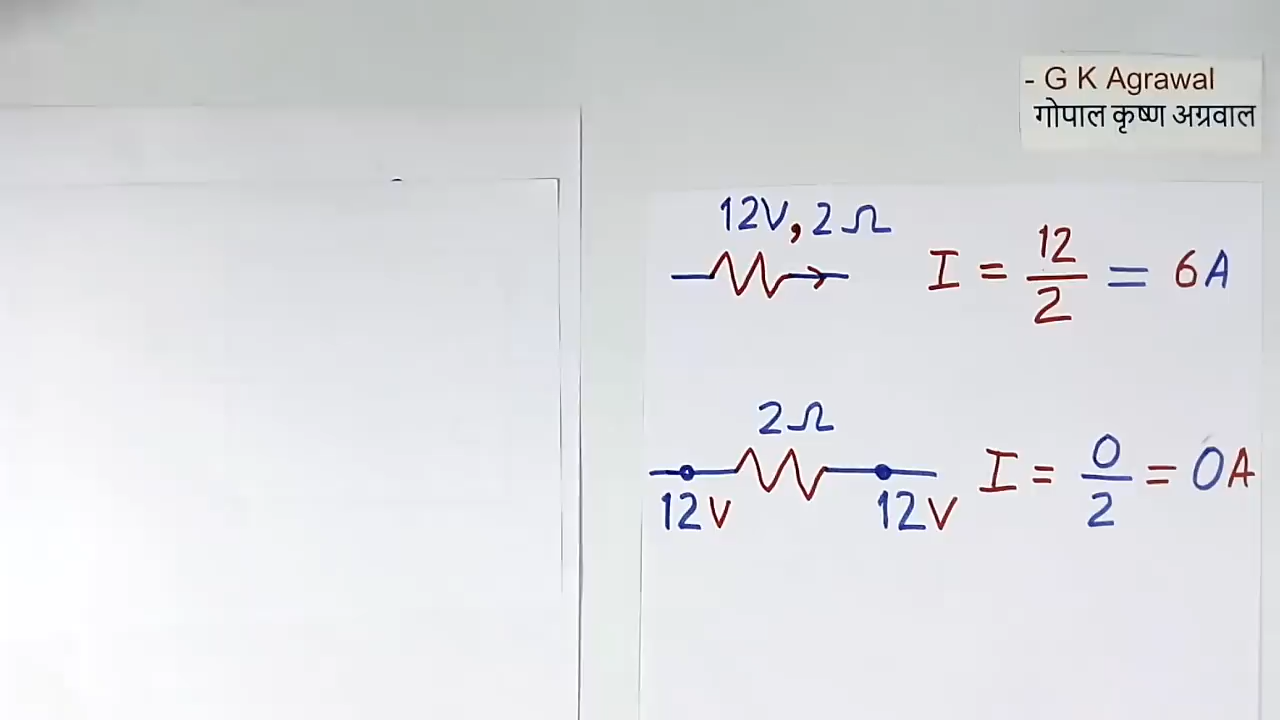 - G K Agrawal
गोपाल कृष्ण अग्रवाल
12V, 2Ω
I = 12/2 = 6A
2Ω
12V 12V
I = 0/2 = 0A